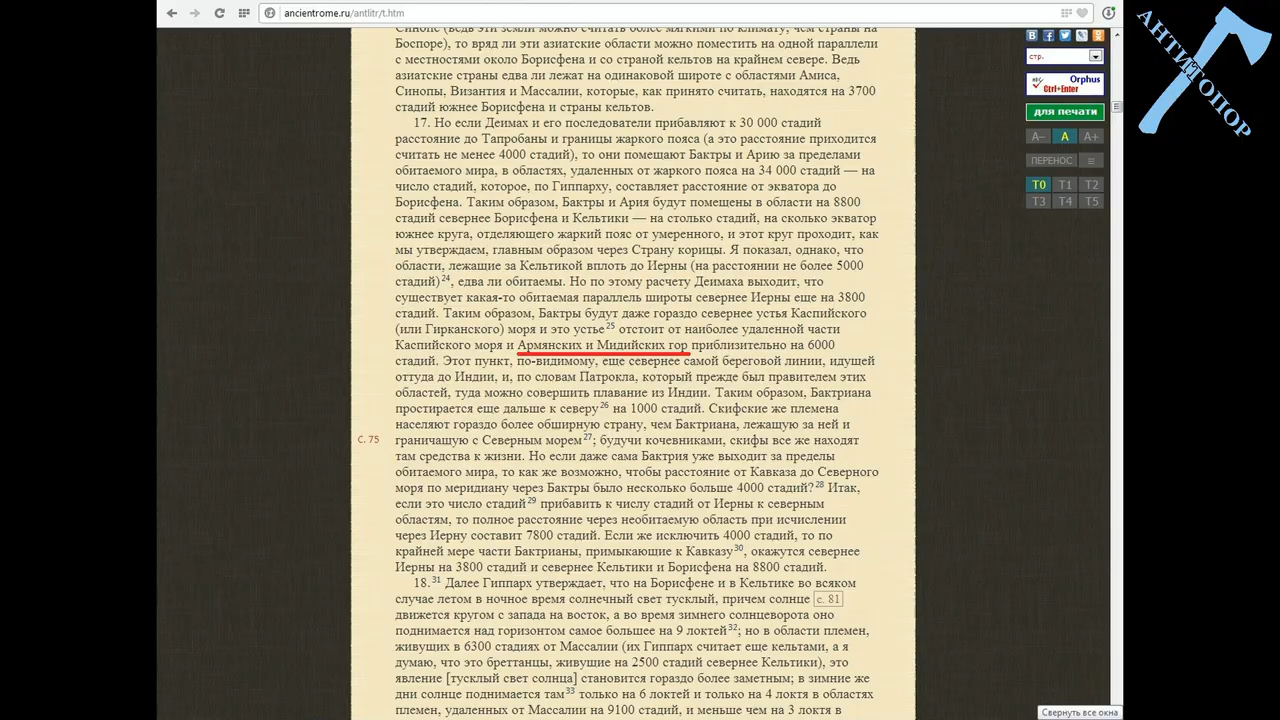 ancientrome.ru/antlitr/t.htm
АНТИТОПОР
стр.
Orphus
Ctrl+Enter
для печати
A− A A+
ПЕРЕНОС ≡
T0 T1 T2
T3 T4 T5
Синопе (ведь эти земли можно считать более мягкими по климату, чем страны на
Боспоре), то вряд ли эти азиатские области можно поместить на одной параллели
с местностями около Борисфена и со страной кельтов на крайнем севере. Ведь
азиатские страны едва ли лежат на одинаковой широте с областями Амиса,
Синопы, Византия и Массалии, которые, как принято считать, находятся на 3700
стадий южнее Борисфена и страны кельтов.
17. Но если Деимах и его последователи прибавляют к 30 000 стадий
расстояние до Тапробаны и границы жаркого пояса (а это расстояние приходится
считать не менее 4000 стадий), то они помещают Бактры и Арию за пределами
обитаемого мира, в областях, удаленных от жаркого пояса на 34 000 стадий — на
число стадий, которое, по Гиппарху, составляет расстояние от экватора до
Борисфена. Таким образом, Бактры и Ария будут помещены в области на 8800
стадий севернее Борисфена и Кельтики — на столько стадий, на сколько экватор
южнее круга, отделяющего жаркий пояс от умеренного, и этот круг проходит, как
мы утверждаем, главным образом через Страну корицы. Я показал, однако, что
области, лежащие за Кельтикой вплоть до Иерны (на расстоянии не более 5000
стадий)24, едва ли обитаемы. Но по этому расчету Деимаха выходит, что
существует какая-то обитаемая параллель широты севернее Иерны еще на 3800
стадий. Таким образом, Бактры будут даже гораздо севернее устья Каспийского
(или Гирканского) моря и это устье25 отстоит от наиболее удаленной части
Каспийского моря и Армянских и Мидийских гор приблизительно на 6000
стадий. Этот пункт, по-видимому, еще севернее самой береговой линии, идущей
оттуда до Индии, и, по словам Патрокла, который прежде был правителем этих
областей, туда можно совершить плавание из Индии. Таким образом, Бактриана
простирается еще дальше к северу26 на 1000 стадий. Скифские же племена
населяют гораздо более обширную страну, чем Бактриана, лежащую за ней и
С. 75 граничащую с Северным морем27; будучи кочевниками, скифы все же находят
там средства к жизни. Но если даже сама Бактрия уже выходит за пределы
обитаемого мира, то как же возможно, чтобы расстояние от Кавказа до Северного
моря по меридиану через Бактры было несколько больше 4000 стадий?28 Итак,
если это число стадий29 прибавить к числу стадий от Иерны к северным
областям, то полное расстояние через необитаемую область при исчислении
через Иерну составит 7800 стадий. Если же исключить 4000 стадий, то по
крайней мере части Бактрианы, примыкающие к Кавказу30, окажутся севернее
Иерны на 3800 стадий и севернее Кельтики и Борисфена на 8800 стадий.
18.31 Далее Гиппарх утверждает, что на Борисфене и в Кельтике во всяком
случае летом в ночное время солнечный свет тусклый, причем солнце с. 81
движется кругом с запада на восток, а во время зимнего солнцеворота оно
поднимается над горизонтом самое большее на 9 локтей32; но в области племен,
живущих в 6300 стадиях от Массалии (их Гиппарх считает еще кельтами, а я
думаю, что это бреттанцы, живущие на 2500 стадий севернее Кельтики), это
явление [тусклый свет солнца] становится гораздо более заметным; в зимние же
дни солнце поднимается там33 только на 6 локтей и только на 4 локтя в областях
племен, удаленных от Массалии на 9100 стадий, и меньше чем на 3 локтя в
Свернуть все окна